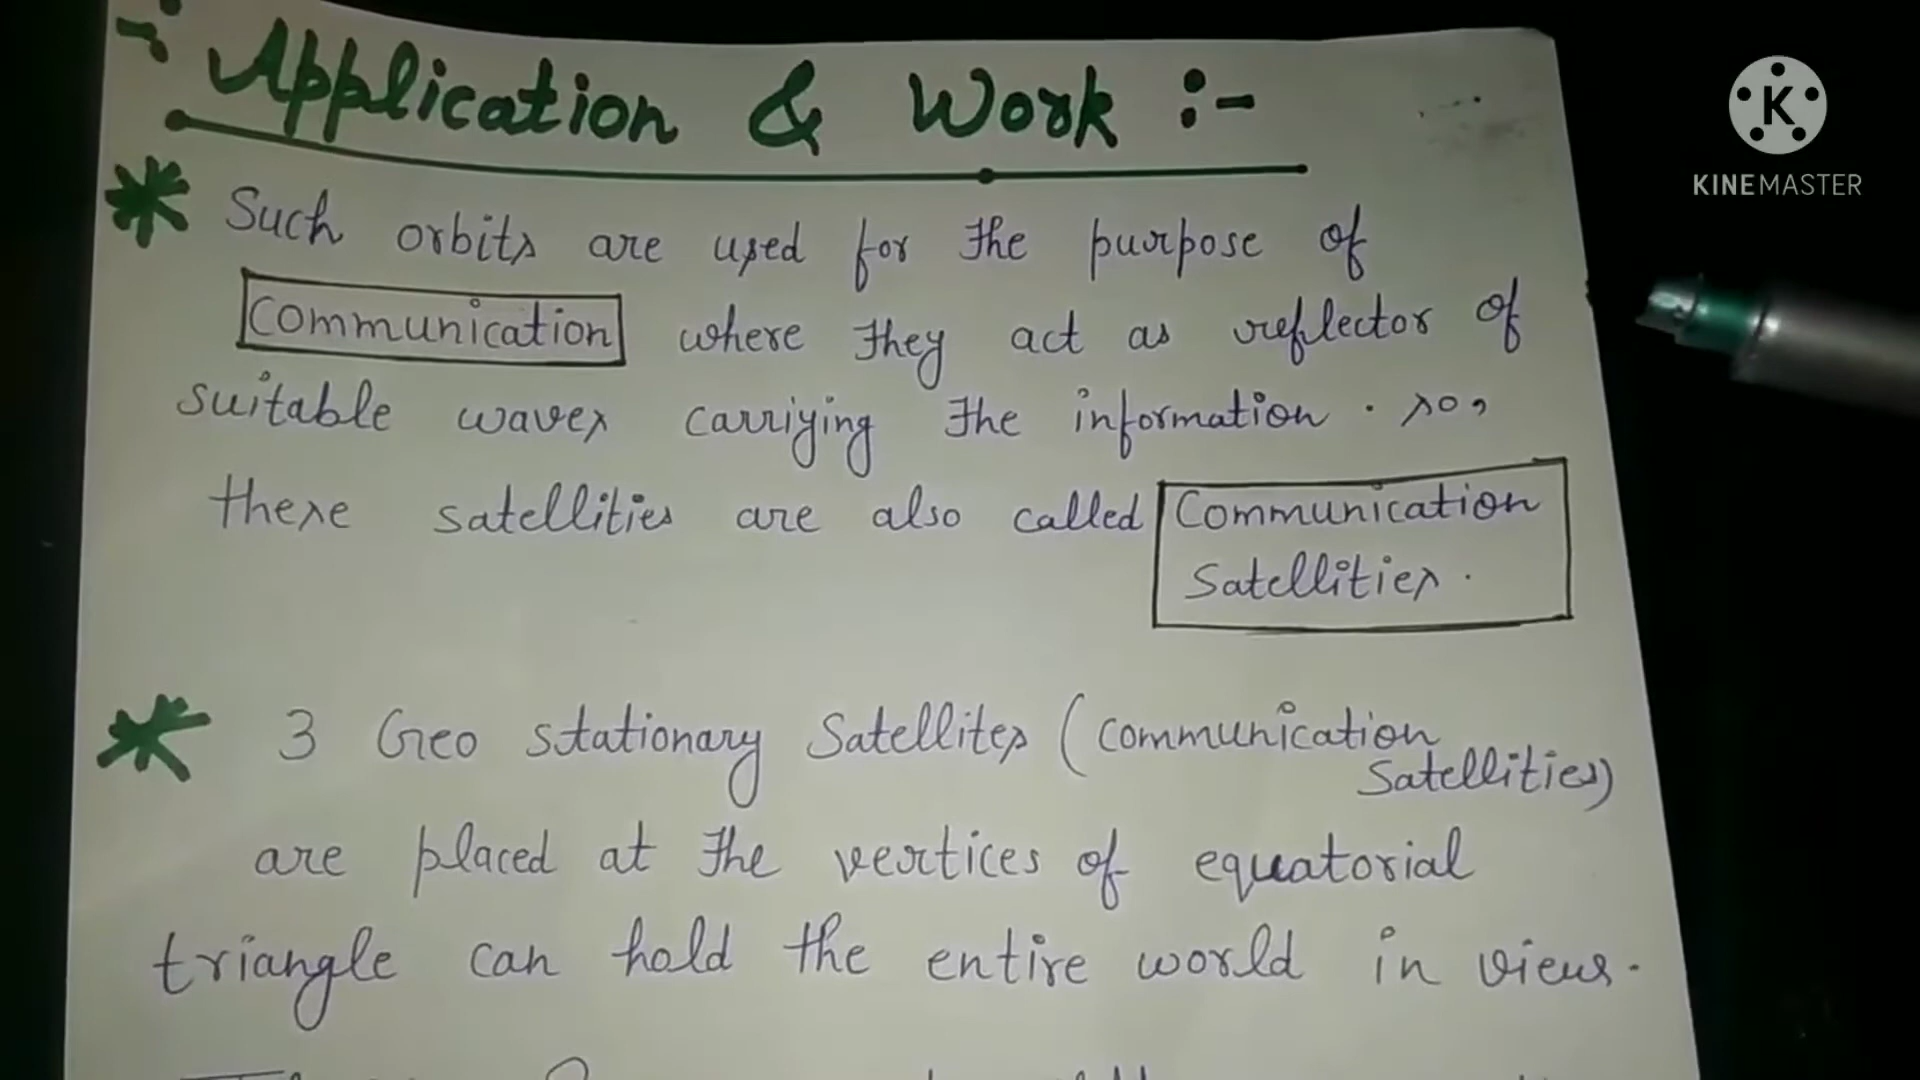 Application & Work :-
KINEMASTER
Such orbits are used for the purpose of
Communication where they act as reflector of
suitable waves carriying the information. so,
these satellities are also called Communication
Satellities.
3 Geo stationary Satellites (communication
Satellities)
are placed at the vertices of equatorial
triangle can hold the entire world in view.